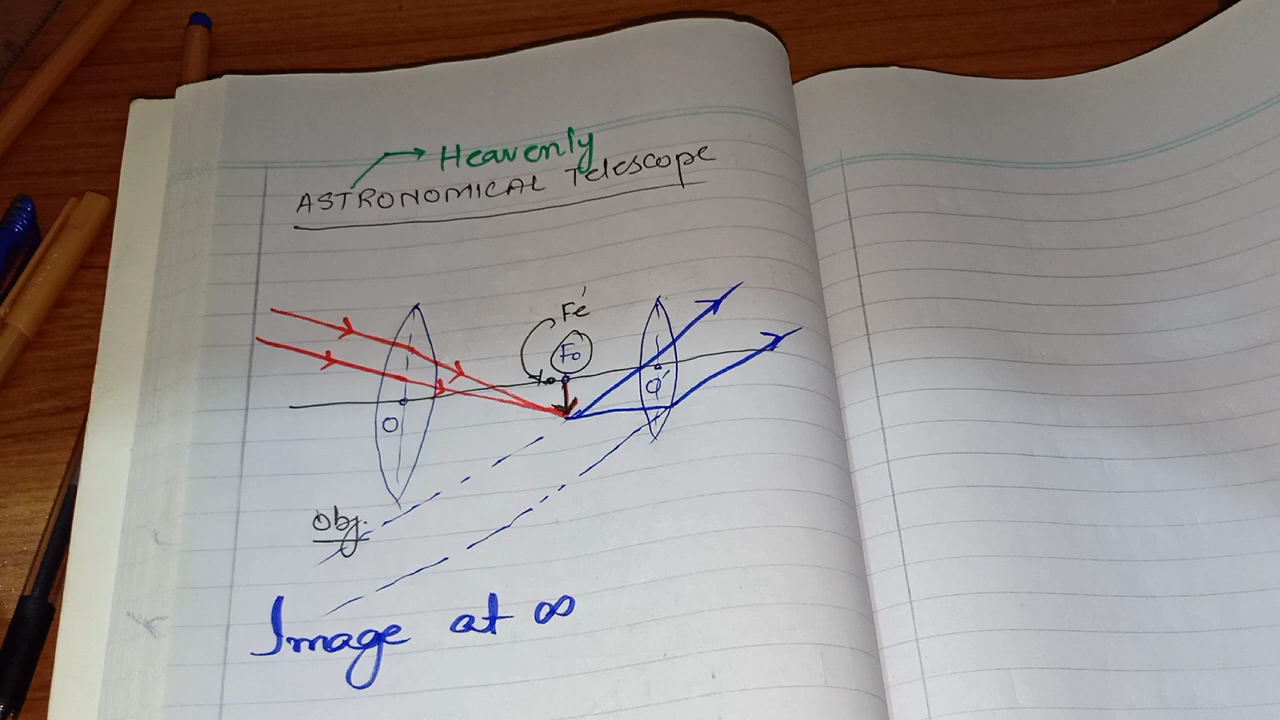 Heavenly
ASTRONOMICAL Telescope
Fe'
Fo
O
O'
Obj.
Image at ∞